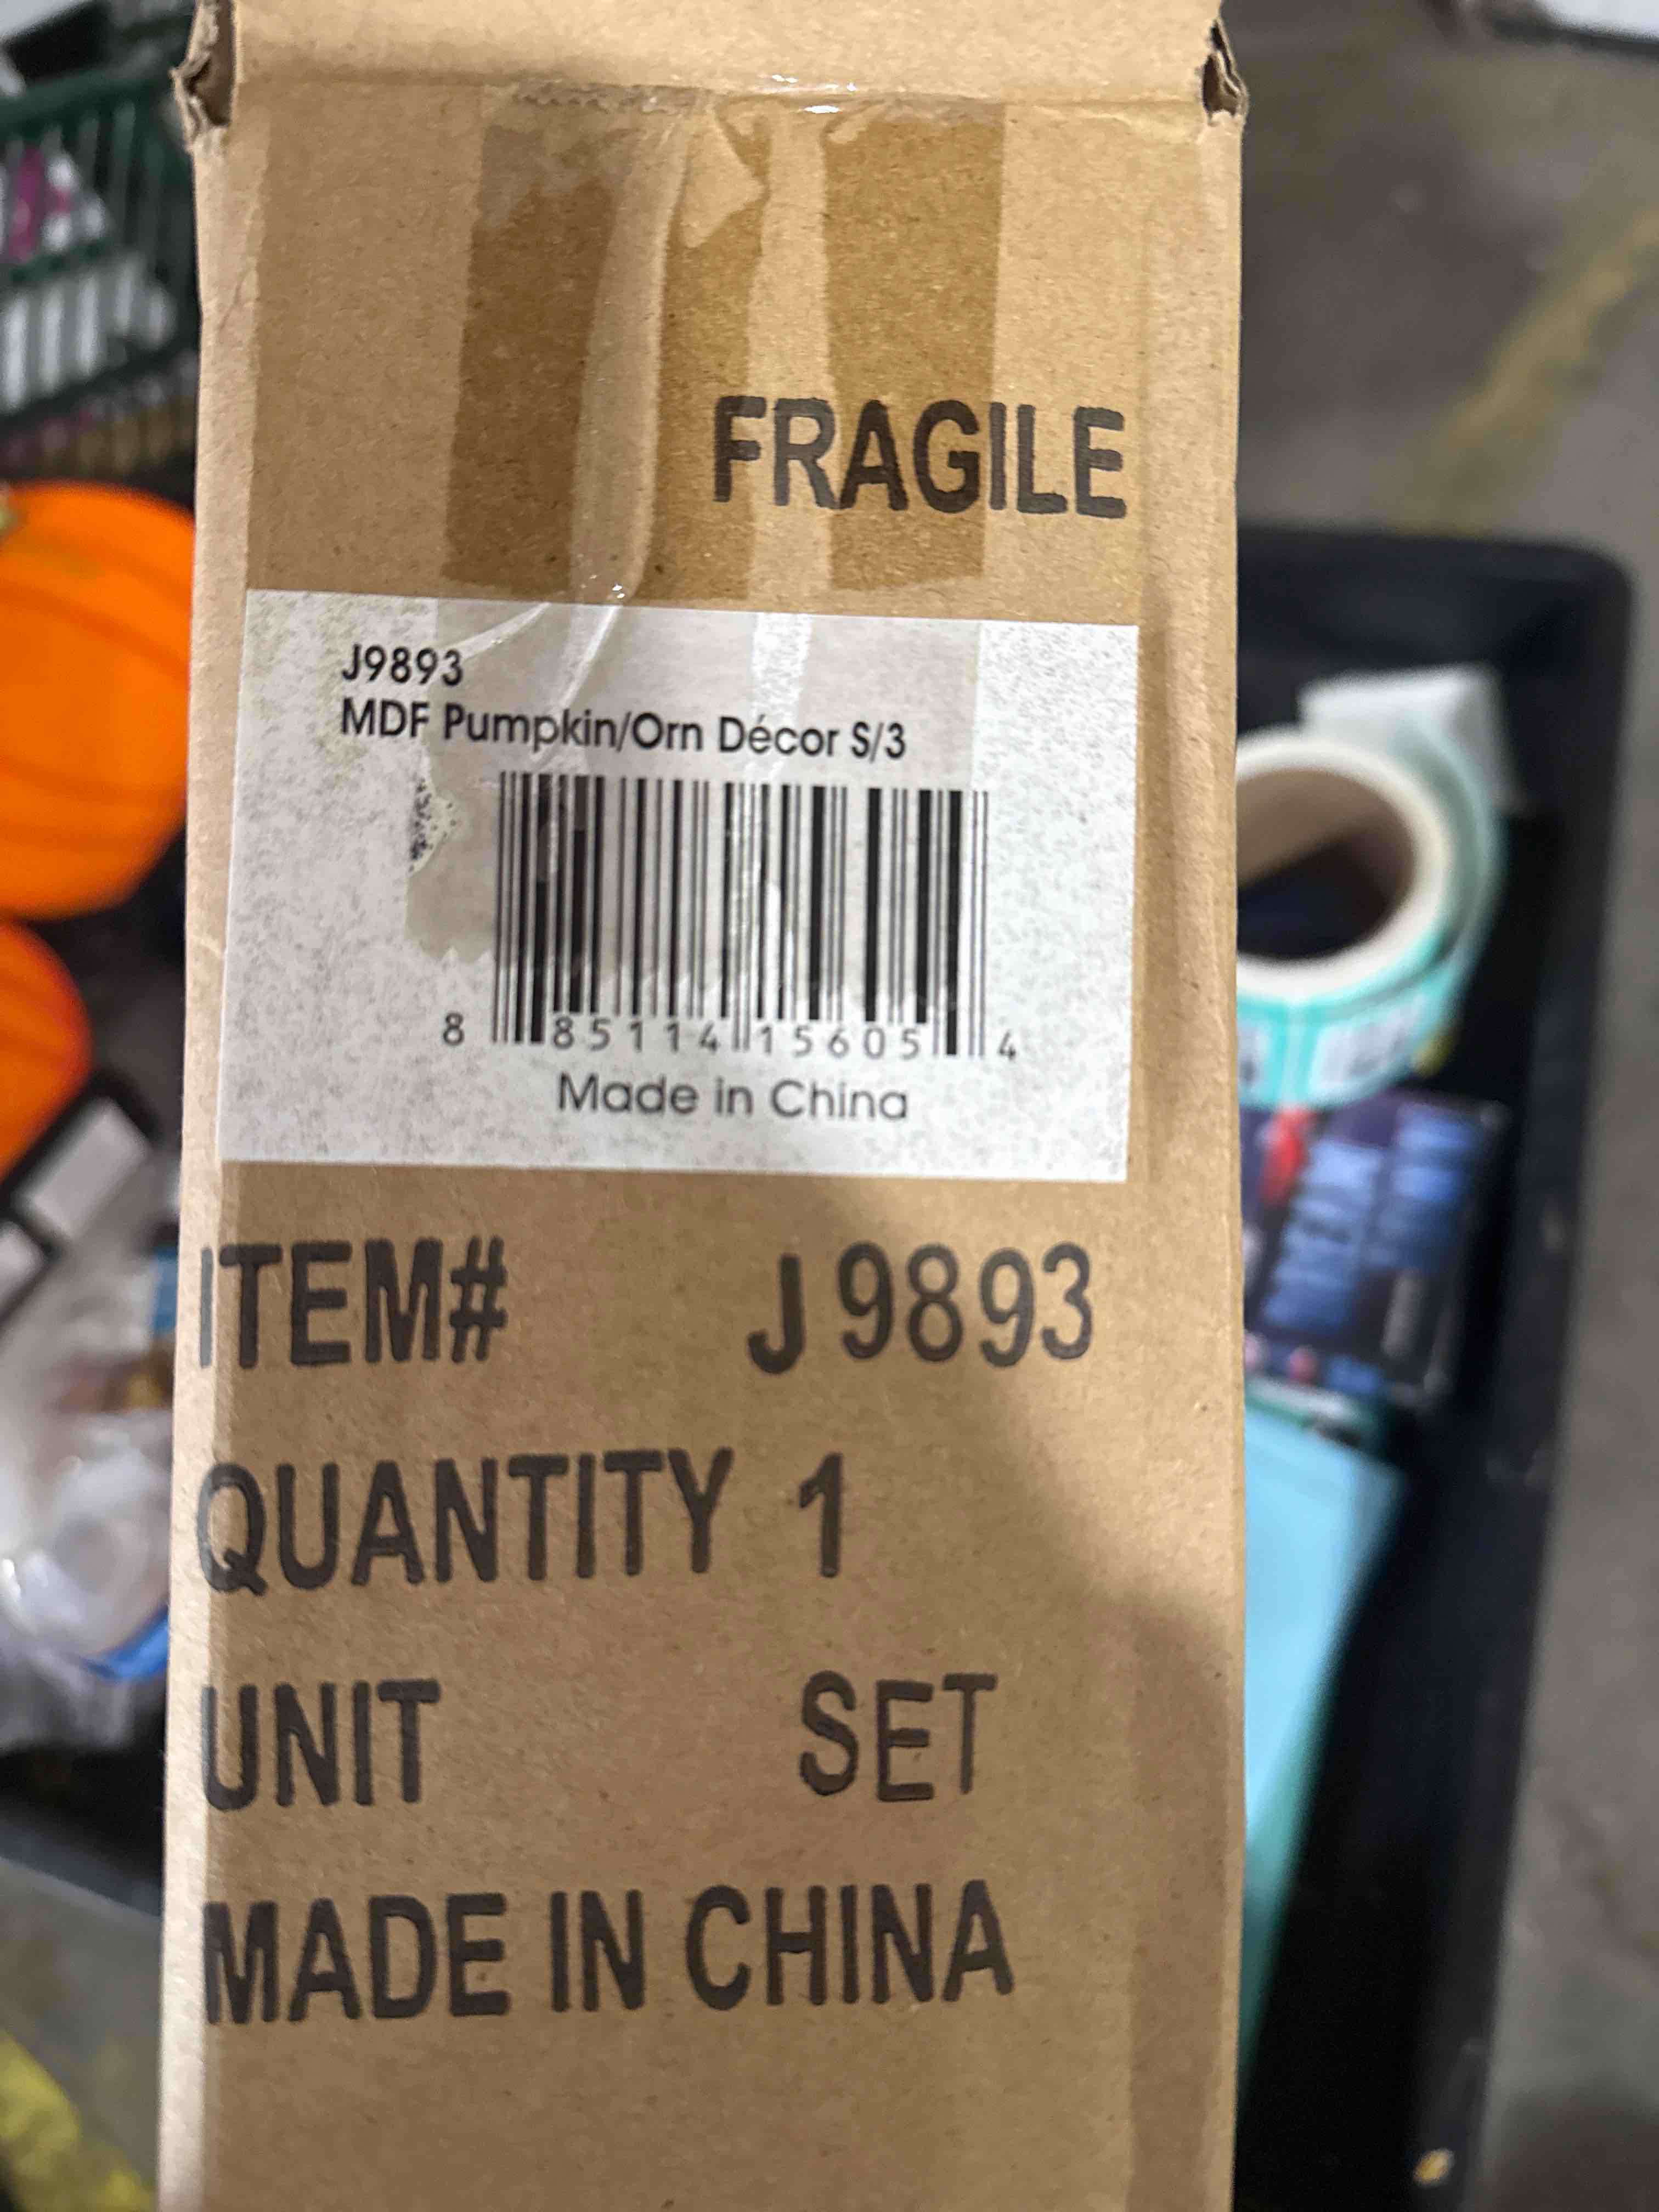 FRAGILE
J9893
MDF Pumpkin/Orn Décor S/3
8 85114 15605 4
Made in China
ITEM# J9893
QUANTITY 1
UNIT SET
MADE IN CHINA